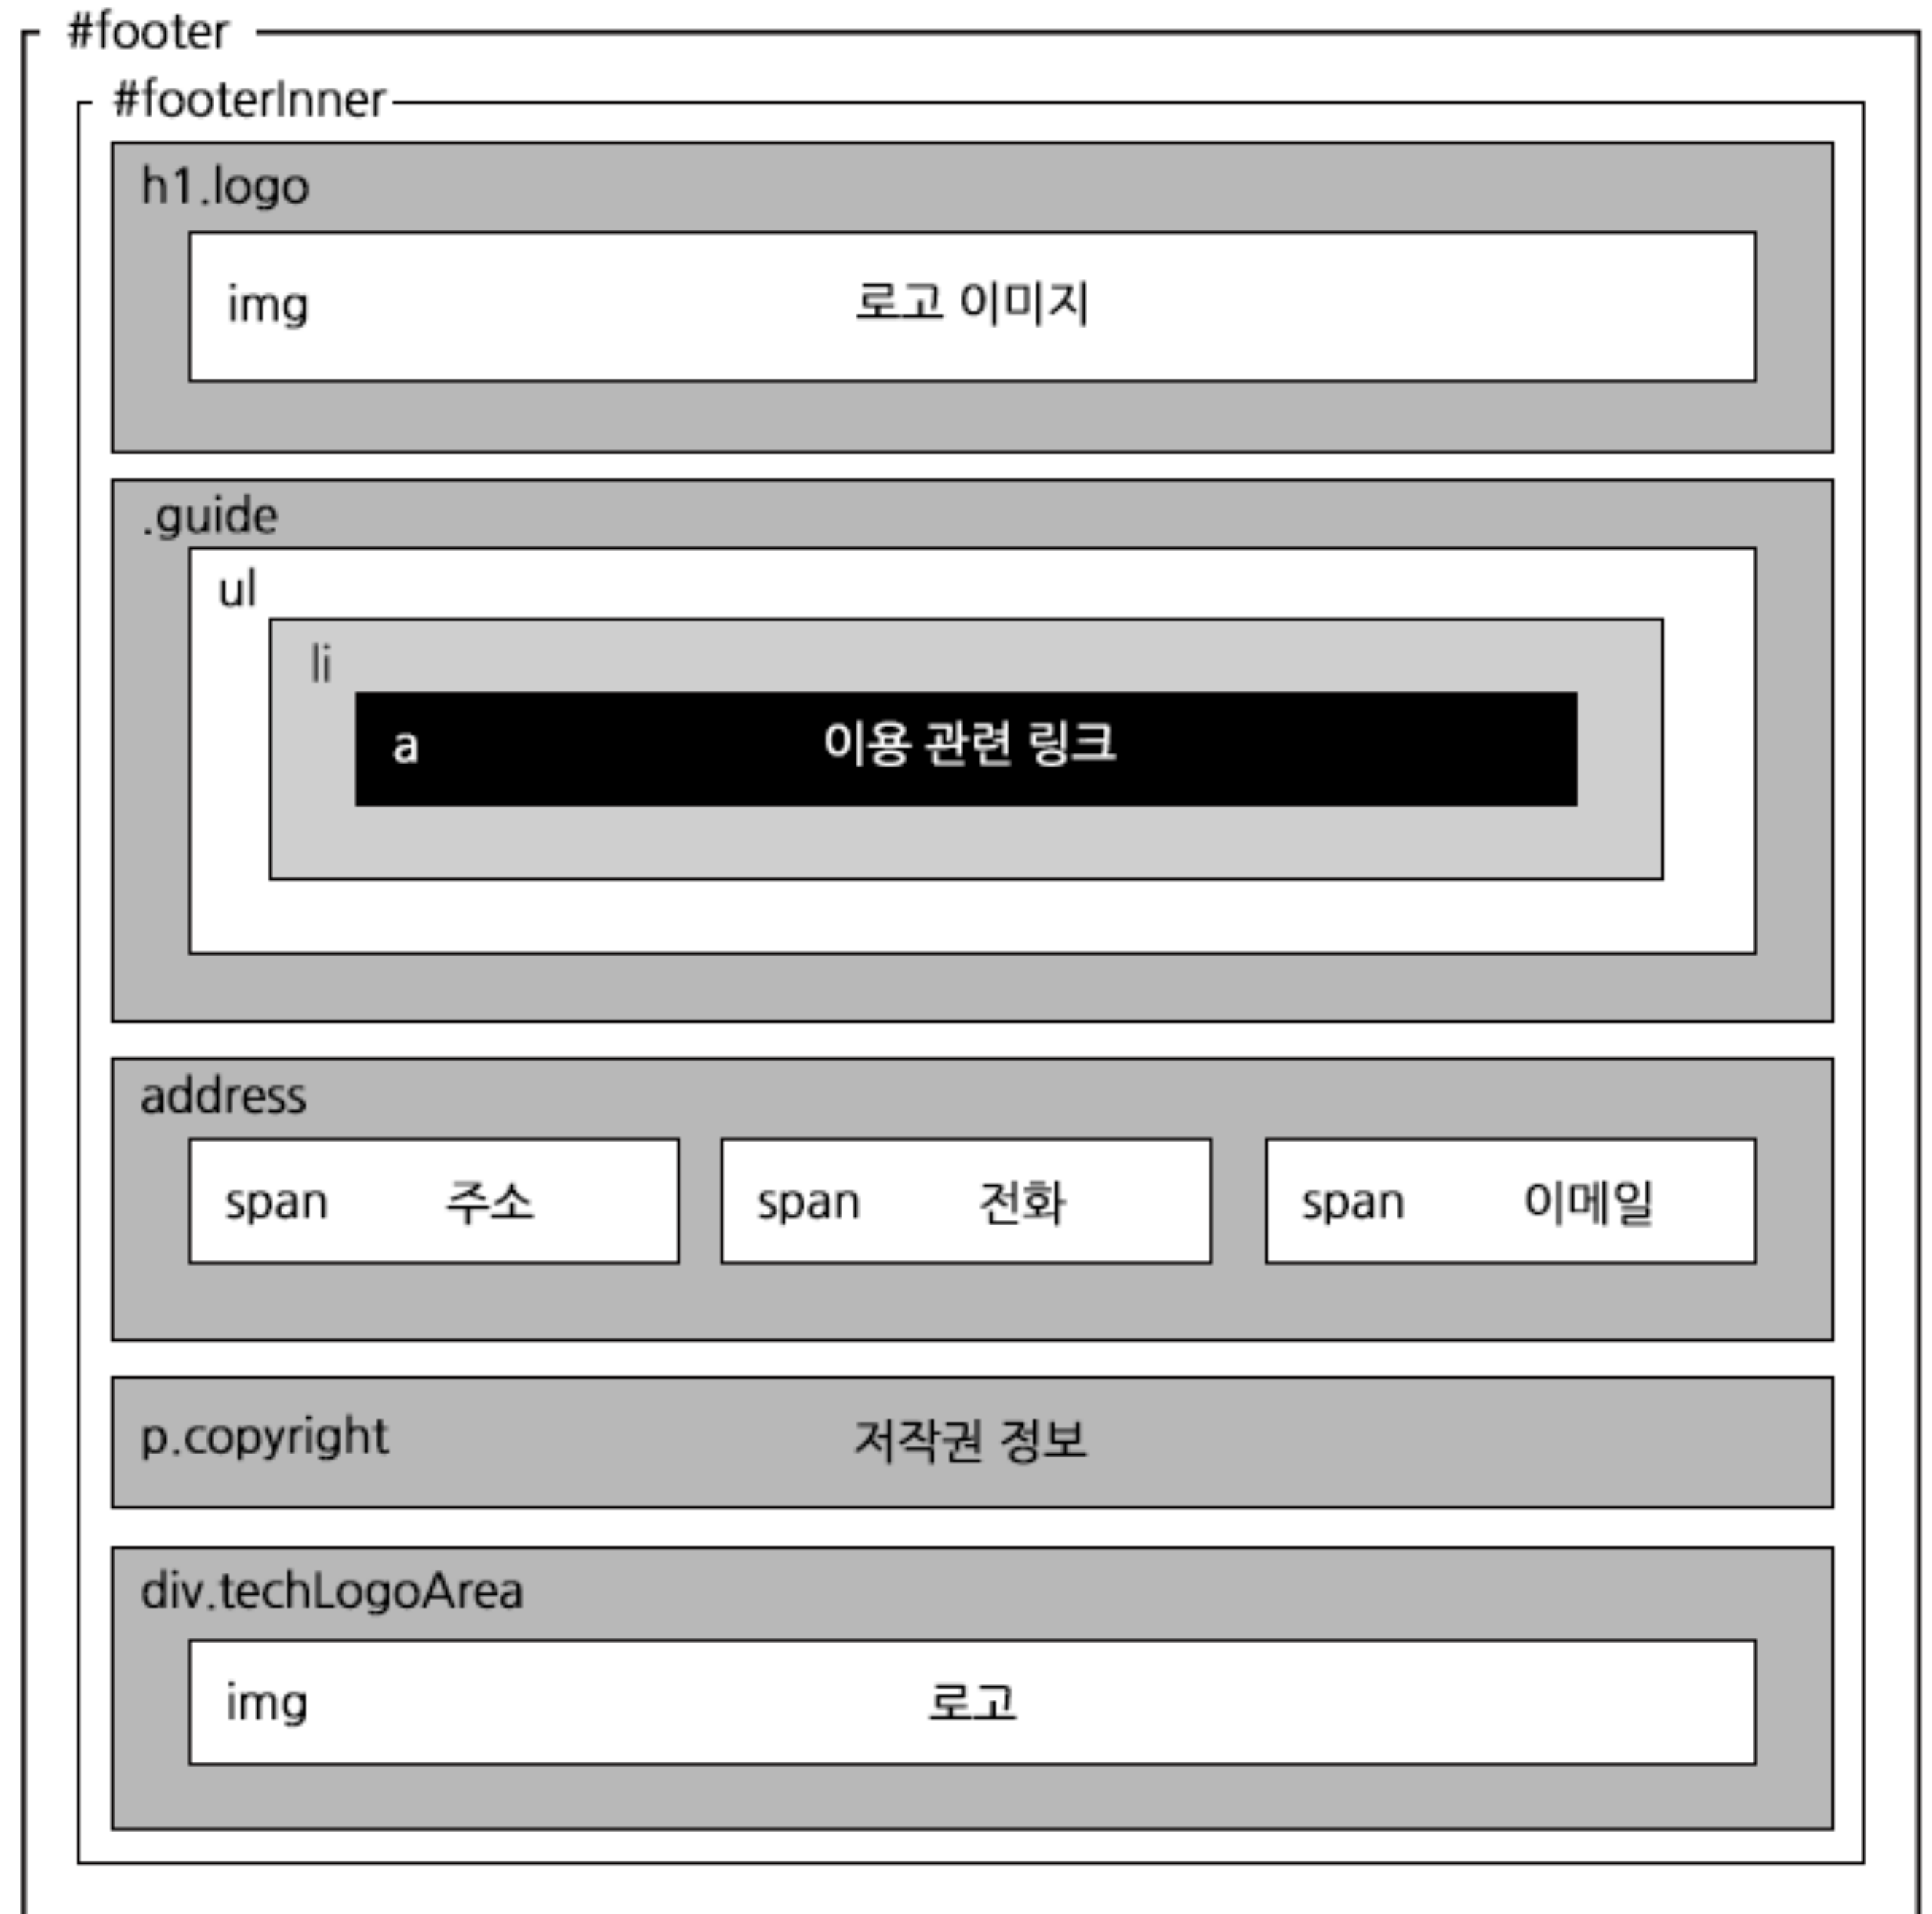 #footer
#footerInner
h1.logo
img 로고 이미지
.guide
ul
li
a 이용 관련 링크
address
span 주소 span 전화 span 이메일
p.copyright 저작권 정보
div.techLogoArea
img 로고